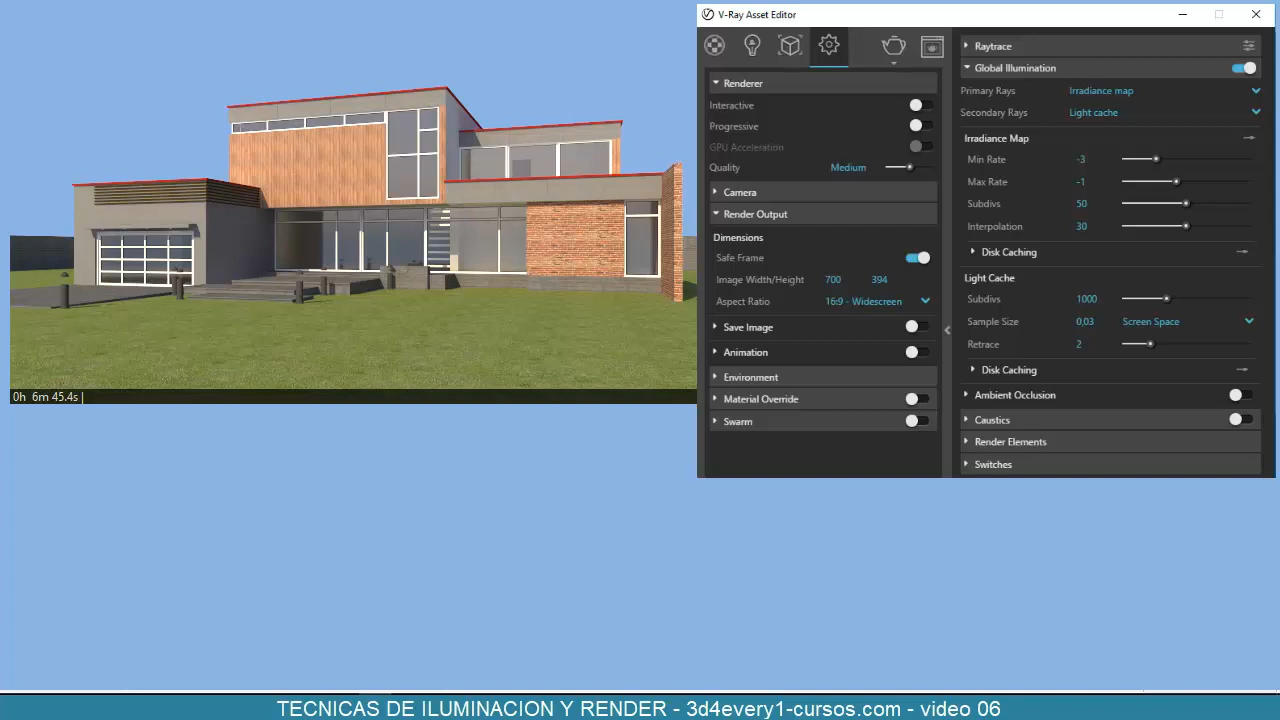 V-Ray Asset Editor
Renderer
Interactive
Progressive
GPU Acceleration
Quality Medium
Camera
Render Output
Dimensions
Safe Frame
Image Width/Height 700 394
Aspect Ratio 16:9 - Widescreen
Save Image
Animation
Environment
Material Override
Swarm
Raytrace
Global Illumination
Primary Rays Irradiance map
Secondary Rays Light cache
Irradiance Map
Min Rate -3
Max Rate -1
Subdivs 50
Interpolation 30
Disk Caching
Light Cache
Subdivs 1000
Sample Size 0,03 Screen Space
Retrace 2
Disk Caching
Ambient Occlusion
Caustics
Render Elements
Switches
0h 6m 45.4s |
TECNICAS DE ILUMINACION Y RENDER - 3d4every1-cursos.com - video 06